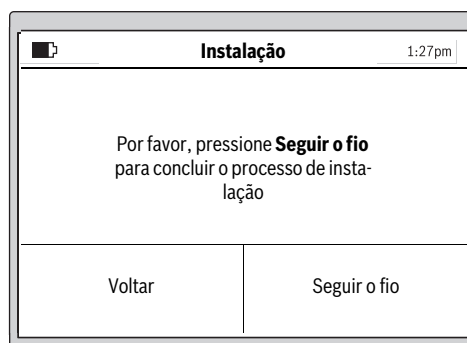 Instalação
1:27pm
Por favor, pressione Seguir o fio
para concluir o processo de insta-
lação
Voltar
Seguir o fio